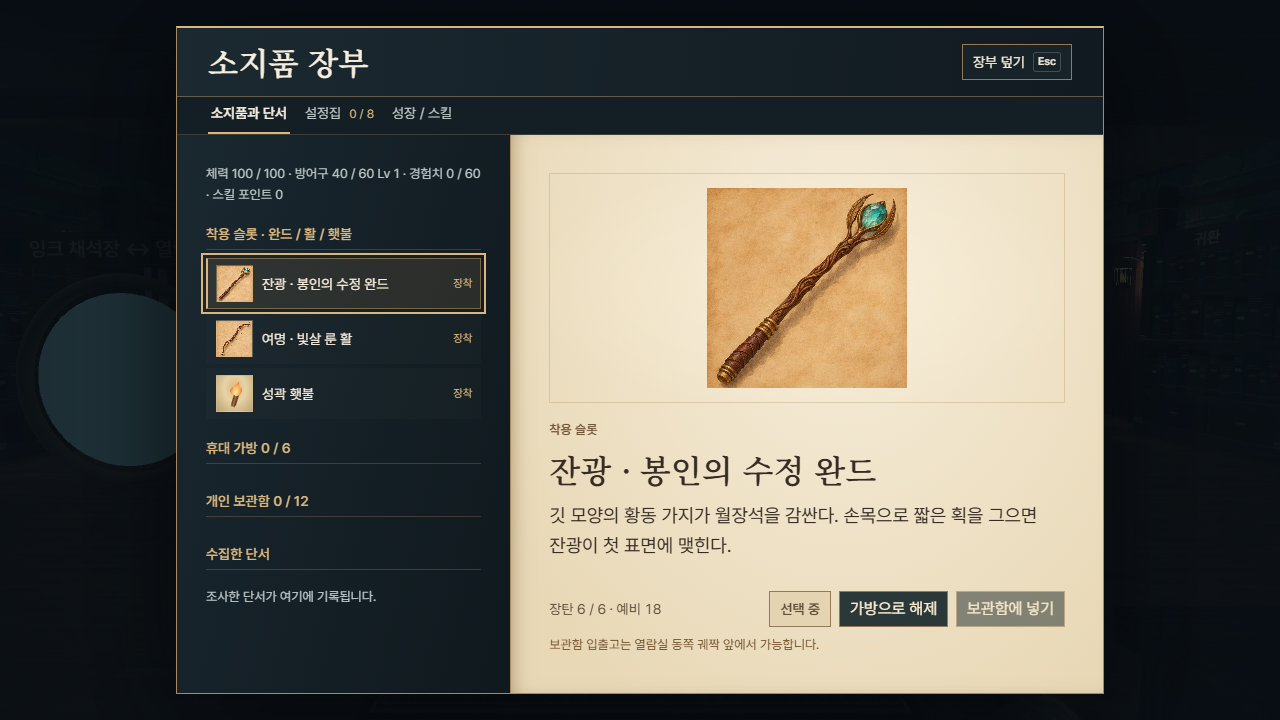 소지품 장부
장부 덮기 Esc
소지품과 단서 설정집 0 / 8 성장 / 스킬
체력 100 / 100 · 방어구 40 / 60 Lv 1 · 경험치 0 / 60
· 스킬 포인트 0
착용 슬롯 · 완드 / 활 / 횃불
잔광 · 봉인의 수정 완드 장착
여명 · 빛살 룬 활 장착
성곽 횃불 장착
휴대 가방 0 / 6
개인 보관함 0 / 12
수집한 단서
조사한 단서가 여기에 기록됩니다.
착용 슬롯
잔광 · 봉인의 수정 완드
깃 모양의 황동 가지가 월장석을 감싼다. 손목으로 짧은 획을 그으면
잔광이 첫 표면에 맺힌다.
장탄 6 / 6 · 예비 18
선택 중 가방으로 해제 보관함에 넣기
보관함 입출고는 열람실 동쪽 궤짝 앞에서 가능합니다.
잉크 채석장 ↔ 열
귀환